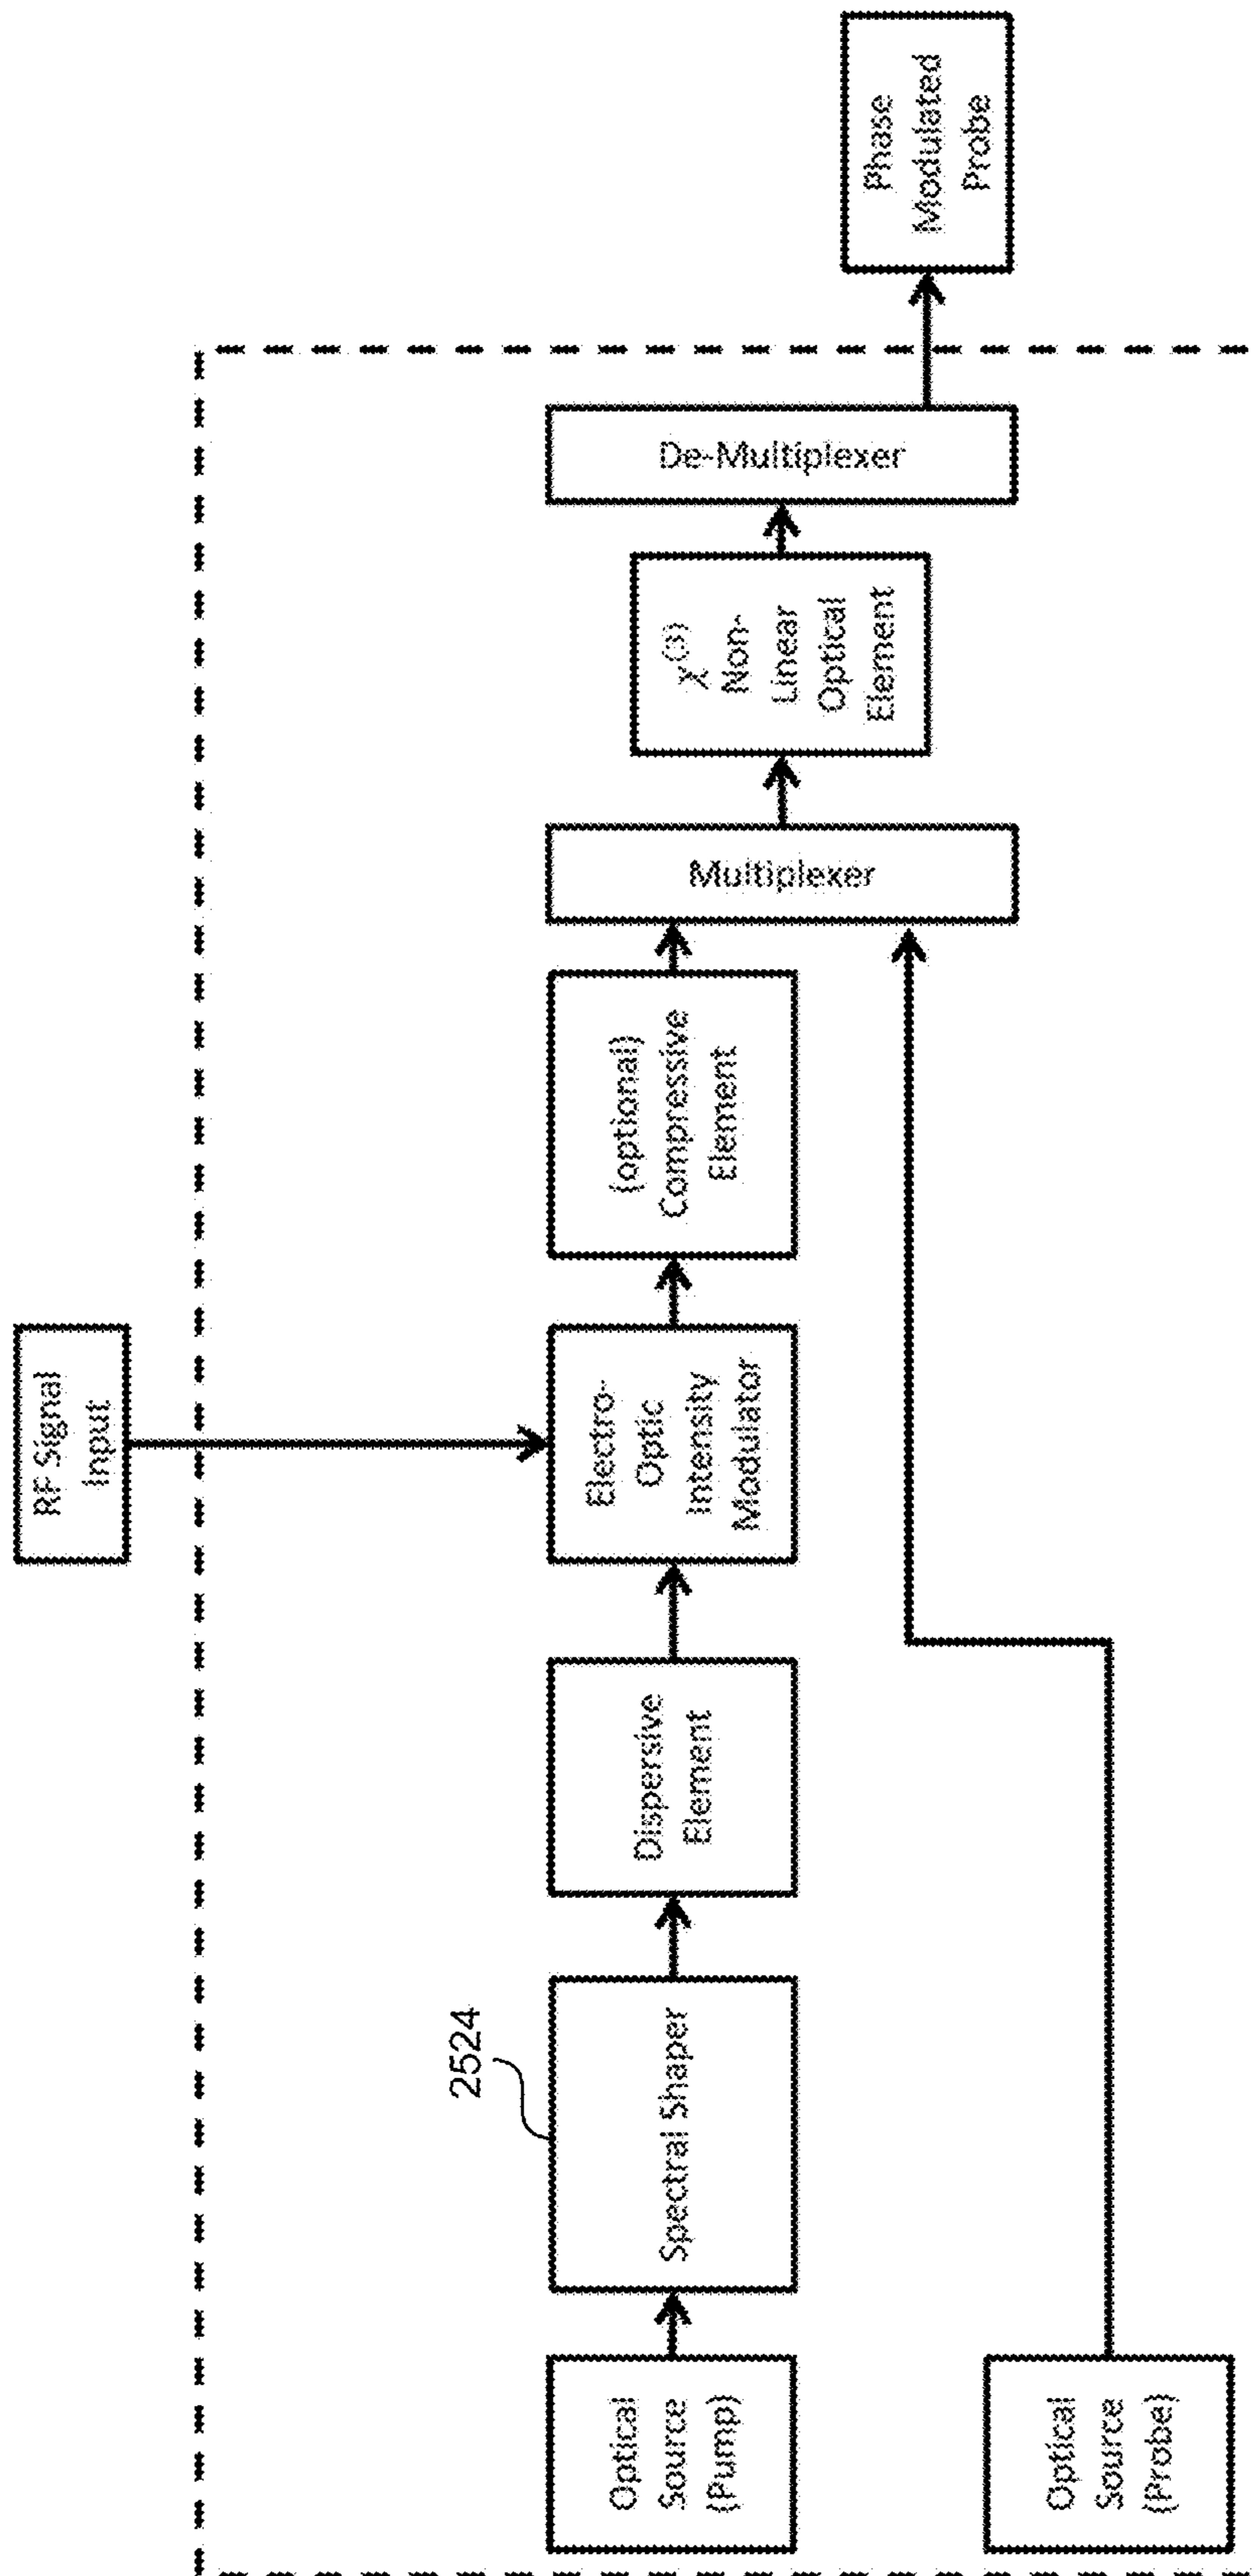 RF Signal
Input
2524
Optical
Source
(Pump)
Spectral Shaper
Dispersive
Element
Electro-
Optic
Intensity
Modulator
(optional)
Compressive
Element
Multiplexer
χ(3)
Non-
Linear
Optical
Element
De-Multiplexer
Phase
Modulated
Probe
Optical
Source
(Probe)